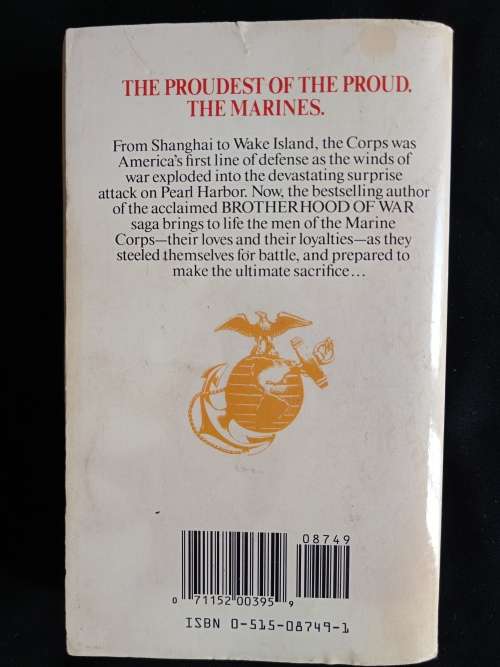 THE PROUDEST OF THE PROUD.
THE MARINES.
From Shanghai to Wake Island, the Corps was
America's first line of defense as the winds of
war exploded into the devastating surprise
attack on Pearl Harbor. Now, the bestselling author
of the acclaimed BROTHERHOOD OF WAR
saga brings to life the men of the Marine
Corps—their loves and their loyalties—as they
steeled themselves for battle, and prepared to
make the ultimate sacrifice...
08749
0 71152 00395 9
ISBN 0-515-08749-1